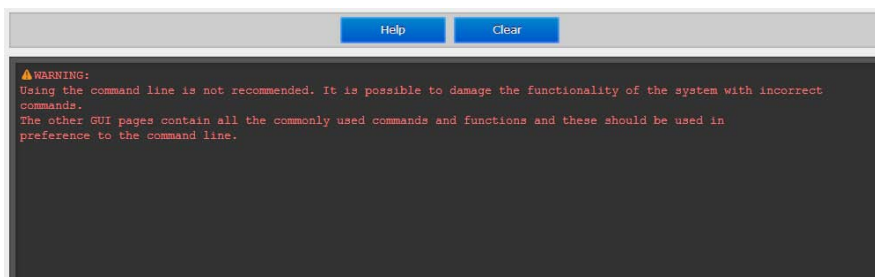 Help Clear
WARNING:
Using the command line is not recommended. It is possible to damage the functionality of the system with incorrect
commands.
The other GUI pages contain all the commonly used commands and functions and these should be used in
preference to the command line.